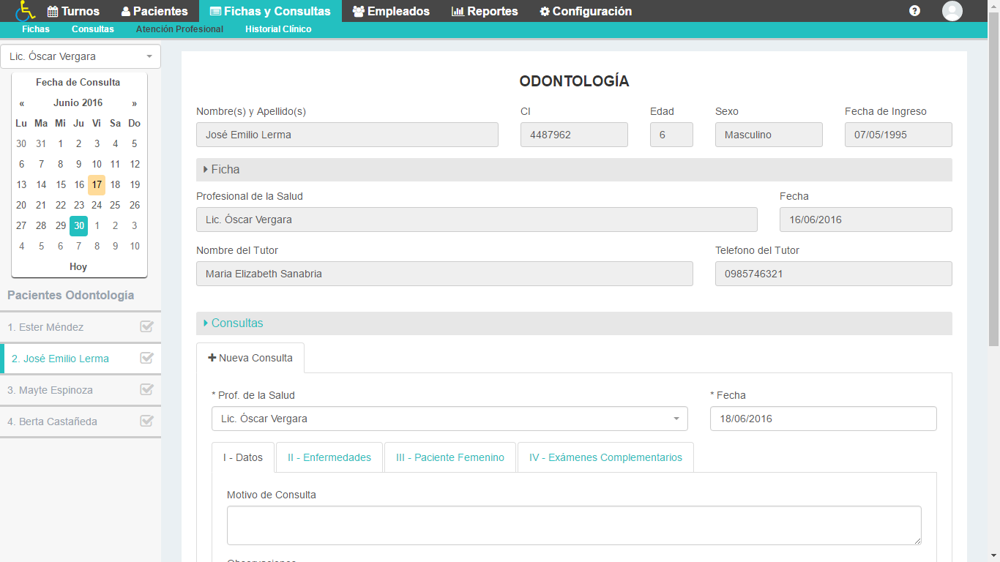 Turnos Pacientes Fichas y Consultas Empleados Reportes Configuración ?
Fichas Consultas Atención Profesional Historial Clínico
Lic. Óscar Vergara
Fecha de Consulta
« Junio 2016 »
Lu Ma Mi Ju Vi Sa Do
30 31 1 2 3 4 5
6 7 8 9 10 11 12
13 14 15 16 17 18 19
20 21 22 23 24 25 26
27 28 29 30 1 2 3
4 5 6 7 8 9 10
Hoy
Pacientes Odontología
1. Ester Méndez
2. José Emilio Lerma
3. Mayte Espinoza
4. Berta Castañeda
ODONTOLOGÍA
Nombre(s) y Apellido(s) CI Edad Sexo Fecha de Ingreso
José Emilio Lerma 4487962 6 Masculino 07/05/1995
Ficha
Profesional de la Salud Fecha
Lic. Óscar Vergara 16/06/2016
Nombre del Tutor Telefono del Tutor
Maria Elizabeth Sanabria 0985746321
Consultas
Nueva Consulta
* Prof. de la Salud * Fecha
Lic. Óscar Vergara 18/06/2016
I - Datos II - Enfermedades III - Paciente Femenino IV - Exámenes Complementarios
Motivo de Consulta
Observaciones